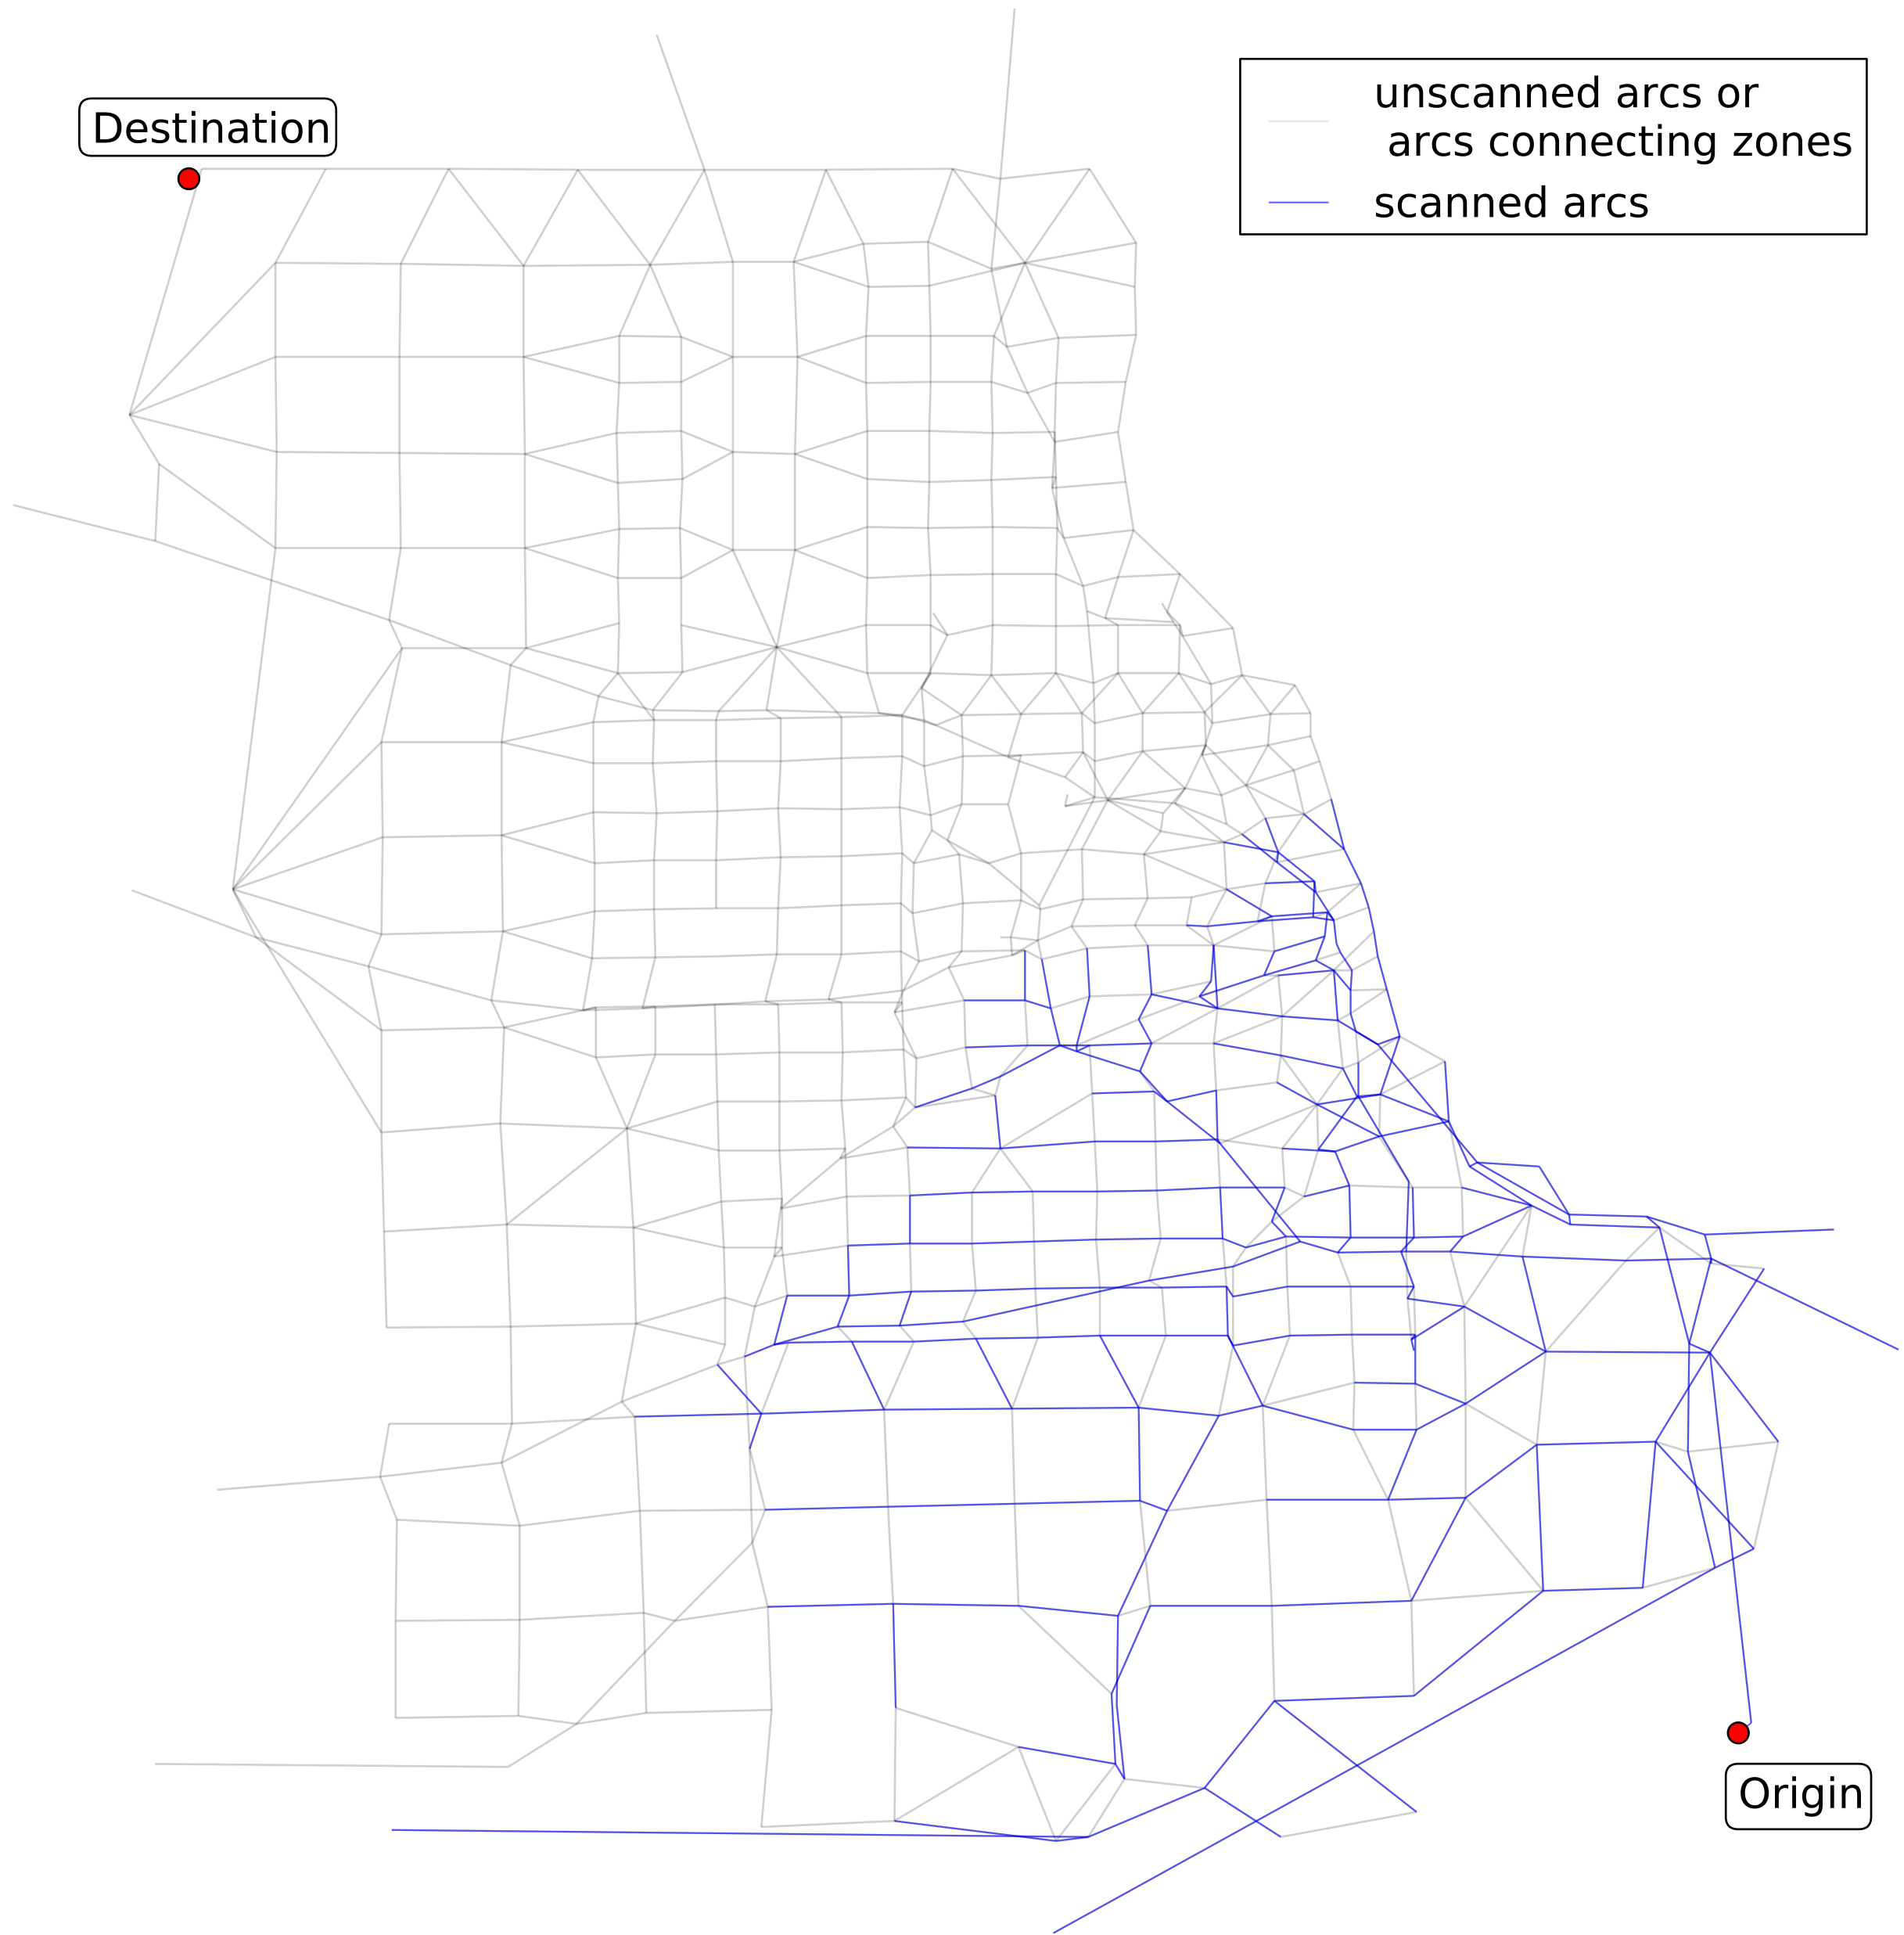 Destination
unscanned arcs or
arcs connecting zones
scanned arcs
Origin